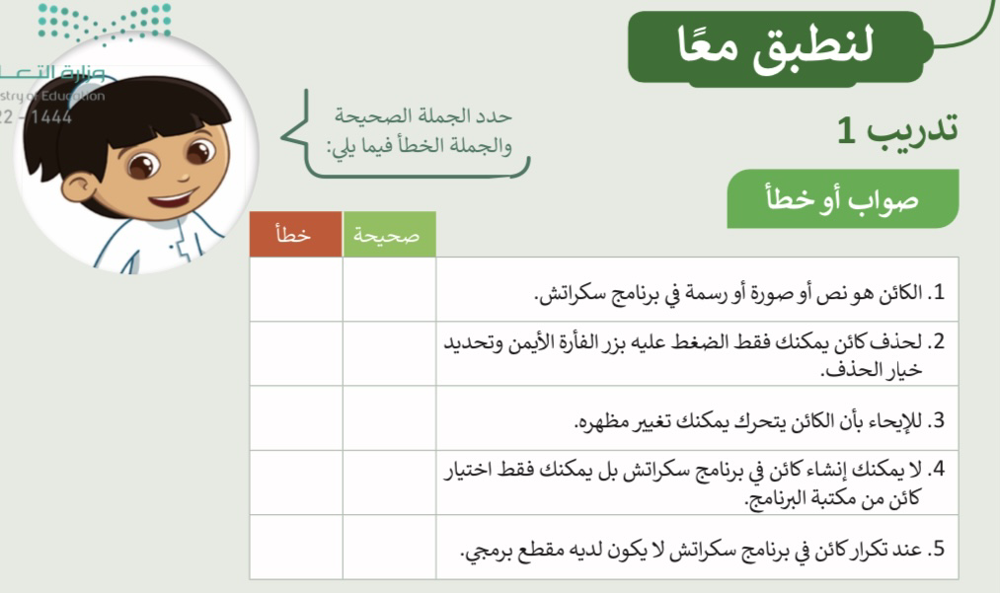 لنطبق معًا
تدريب 1
حدد الجملة الصحيحة
والجملة الخطأ فيما يلي:
صواب أو خطأ
صحيحة
خطأ
1. الكائن هو نص أو صورة أو رسمة في برنامج سكراتش.
2. لحذف كائن يمكنك فقط الضغط عليه بزر الفأرة الأيمن وتحديد
خيار الحذف.
3. للإيحاء بأن الكائن يتحرك يمكنك تغيير مظهره.
4. لا يمكنك إنشاء كائن في برنامج سكراتش بل يمكنك فقط اختيار
كائن من مكتبة البرنامج.
5. عند تكرار كائن في برنامج سكراتش لا يكون لديه مقطع برمجي.
وزارة التعـ
stry of Education
22 - 1444